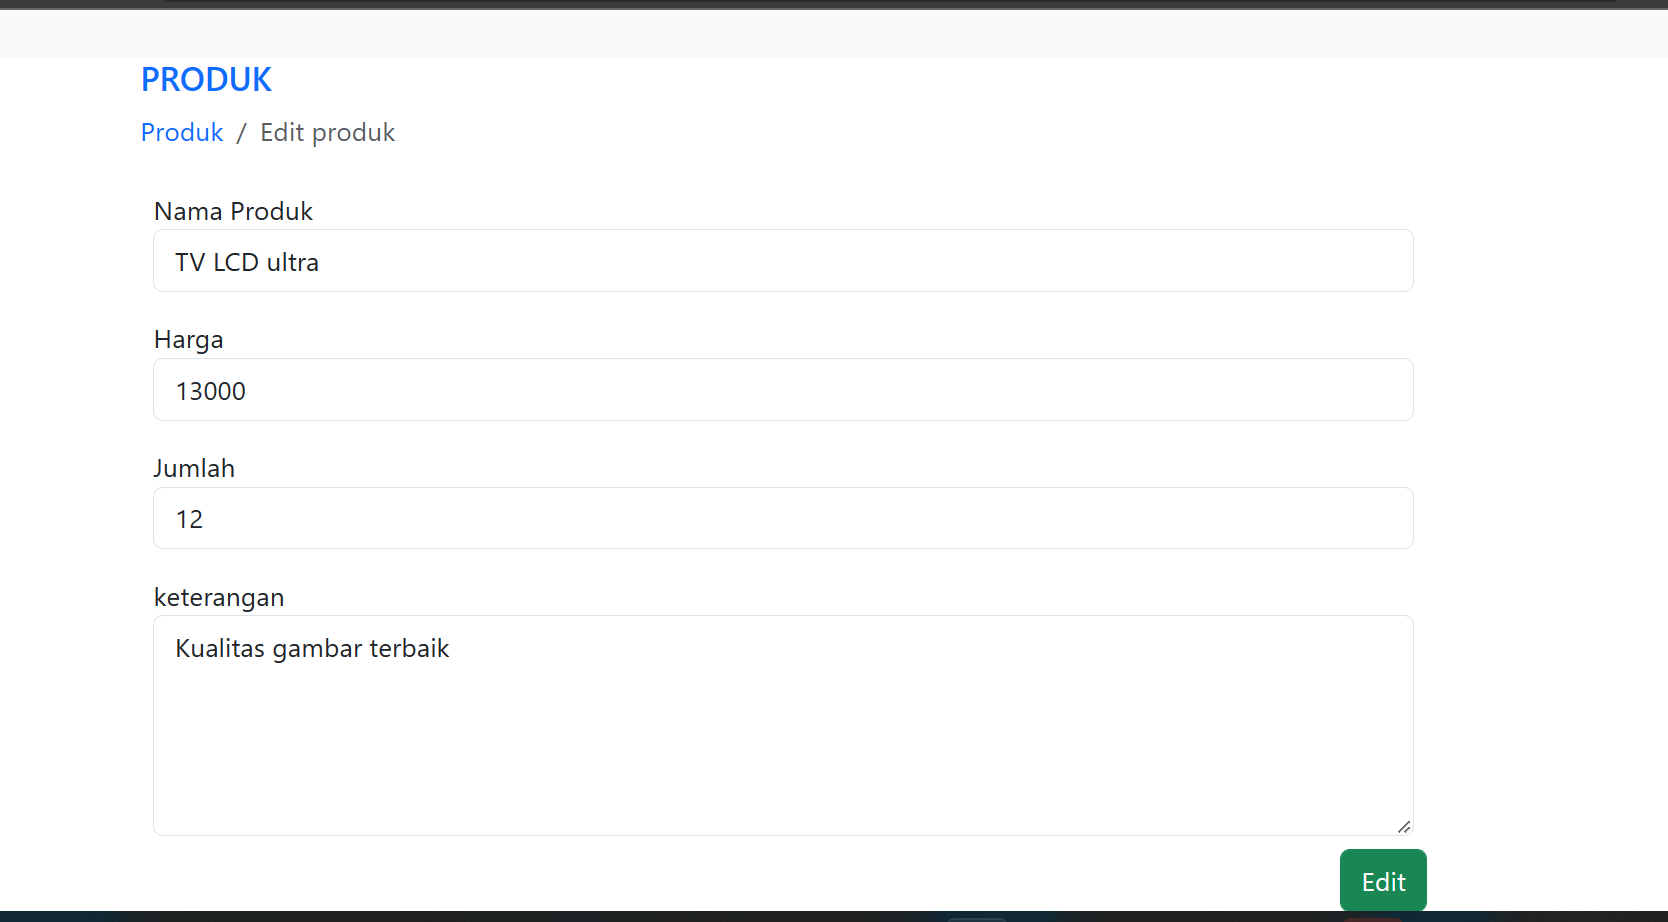 PRODUK
Produk / Edit produk
Nama Produk
TV LCD ultra
Harga
13000
Jumlah
12
keterangan
Kualitas gambar terbaik
Edit